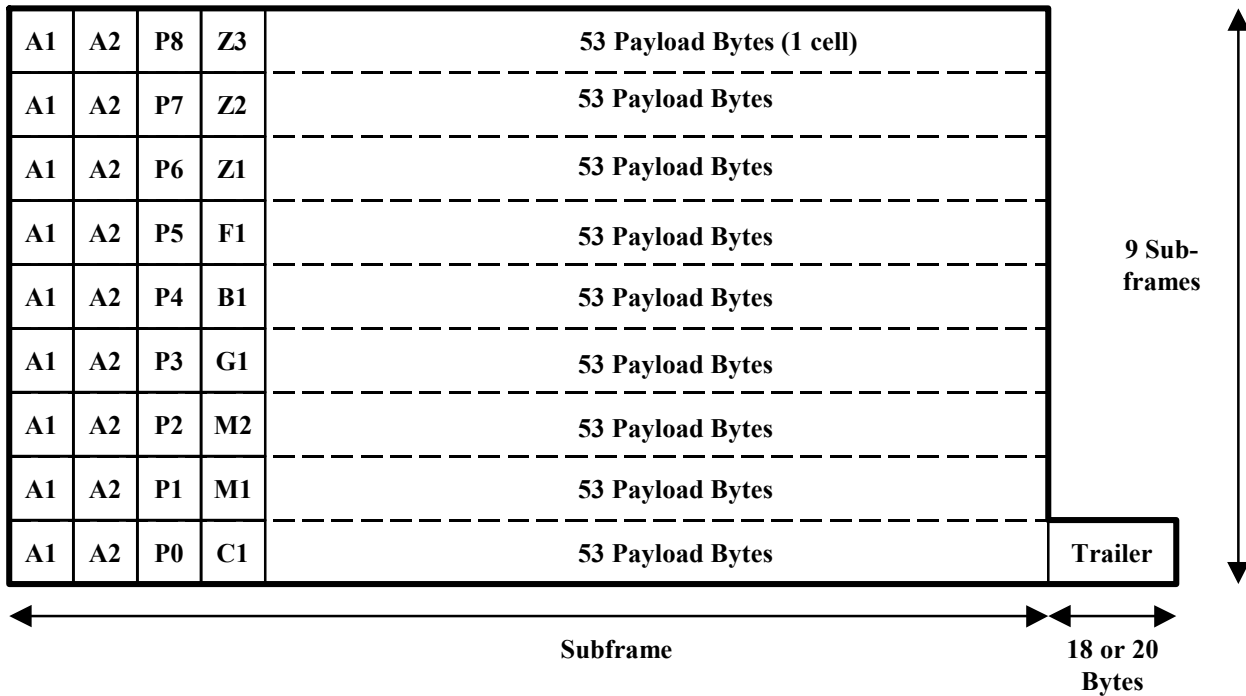 A1 A2 P8 Z3 53 Payload Bytes (1 cell)
A1 A2 P7 Z2 53 Payload Bytes
A1 A2 P6 Z1 53 Payload Bytes
A1 A2 P5 F1 53 Payload Bytes
A1 A2 P4 B1 53 Payload Bytes
A1 A2 P3 G1 53 Payload Bytes
A1 A2 P2 M2 53 Payload Bytes
A1 A2 P1 M1 53 Payload Bytes
A1 A2 P0 C1 53 Payload Bytes Trailer
9 Sub-
frames
Subframe
18 or 20
Bytes